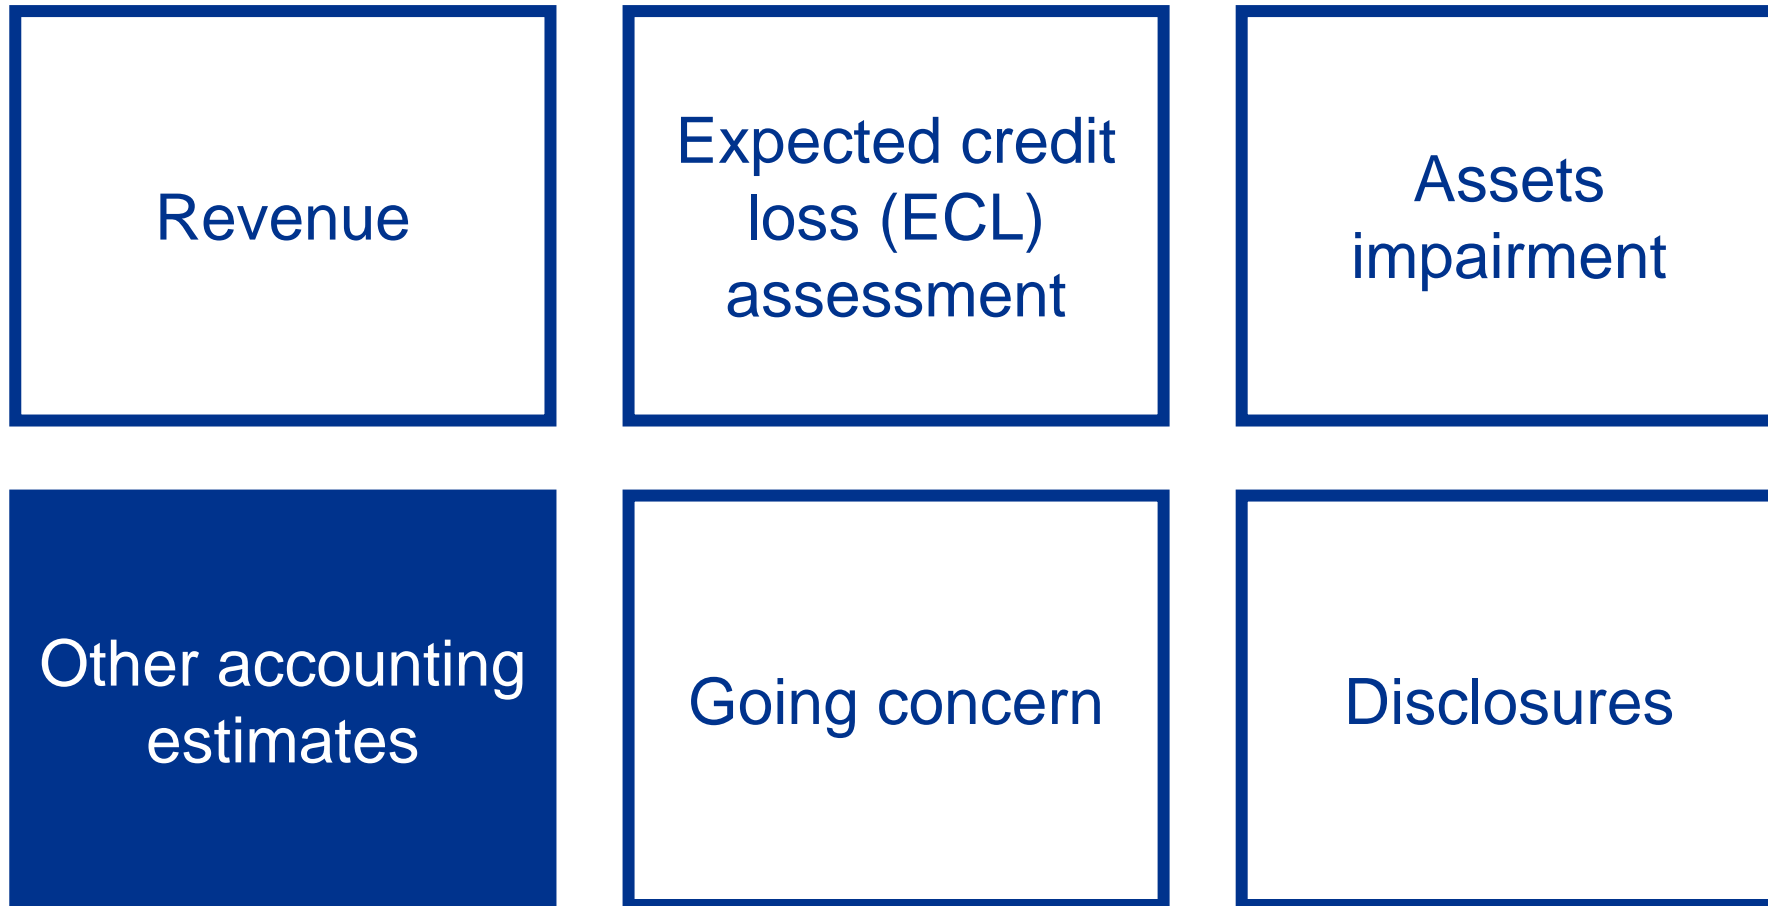 Revenue
Expected credit
loss (ECL)
assessment
Assets
impairment
Other accounting
estimates
Going concern
Disclosures